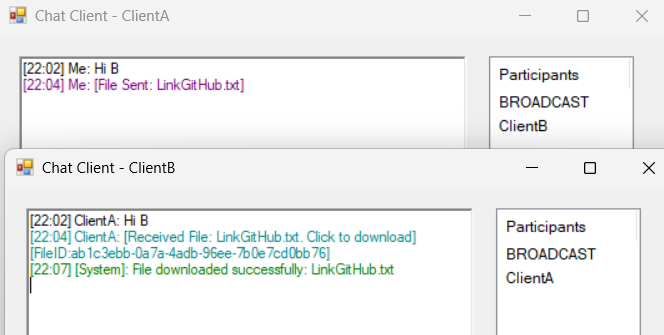 Chat Client - ClientA
[22:02] Me: Hi B
[22:04] Me: [File Sent: LinkGitHub.txt]
Participants
BROADCAST
ClientB
Chat Client - ClientB
[22:02] ClientA: Hi B
[22:04] ClientA: [Received File: LinkGitHub.txt. Click to download]
[FileID:ab1c3ebb-0a7a-4adb-96ee-7b0e7cd0bb76]
[22:07] [System]: File downloaded successfully: LinkGitHub.txt
Participants
BROADCAST
ClientA